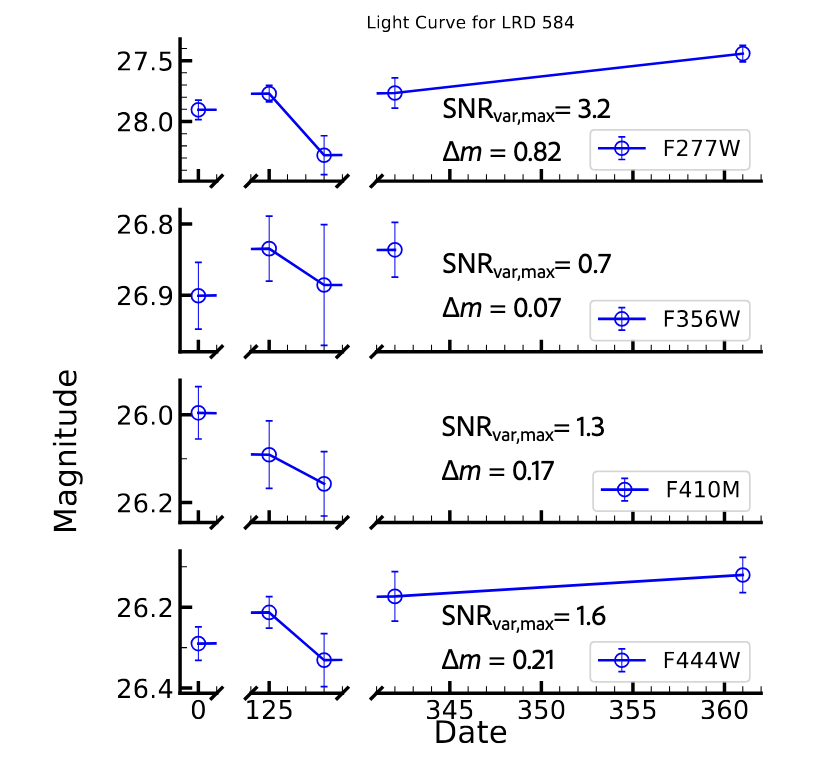 Light Curve for LRD 584
27.5
28.0
SNRvar,max= 3.2
Δm = 0.82
F277W
26.8
26.9
SNRvar,max= 0.7
Δm = 0.07
F356W
Magnitude
26.0
26.2
SNRvar,max= 1.3
Δm = 0.17
F410M
26.2
26.4
SNRvar,max= 1.6
Δm = 0.21
F444W
0 125 345 350 355 360
Date